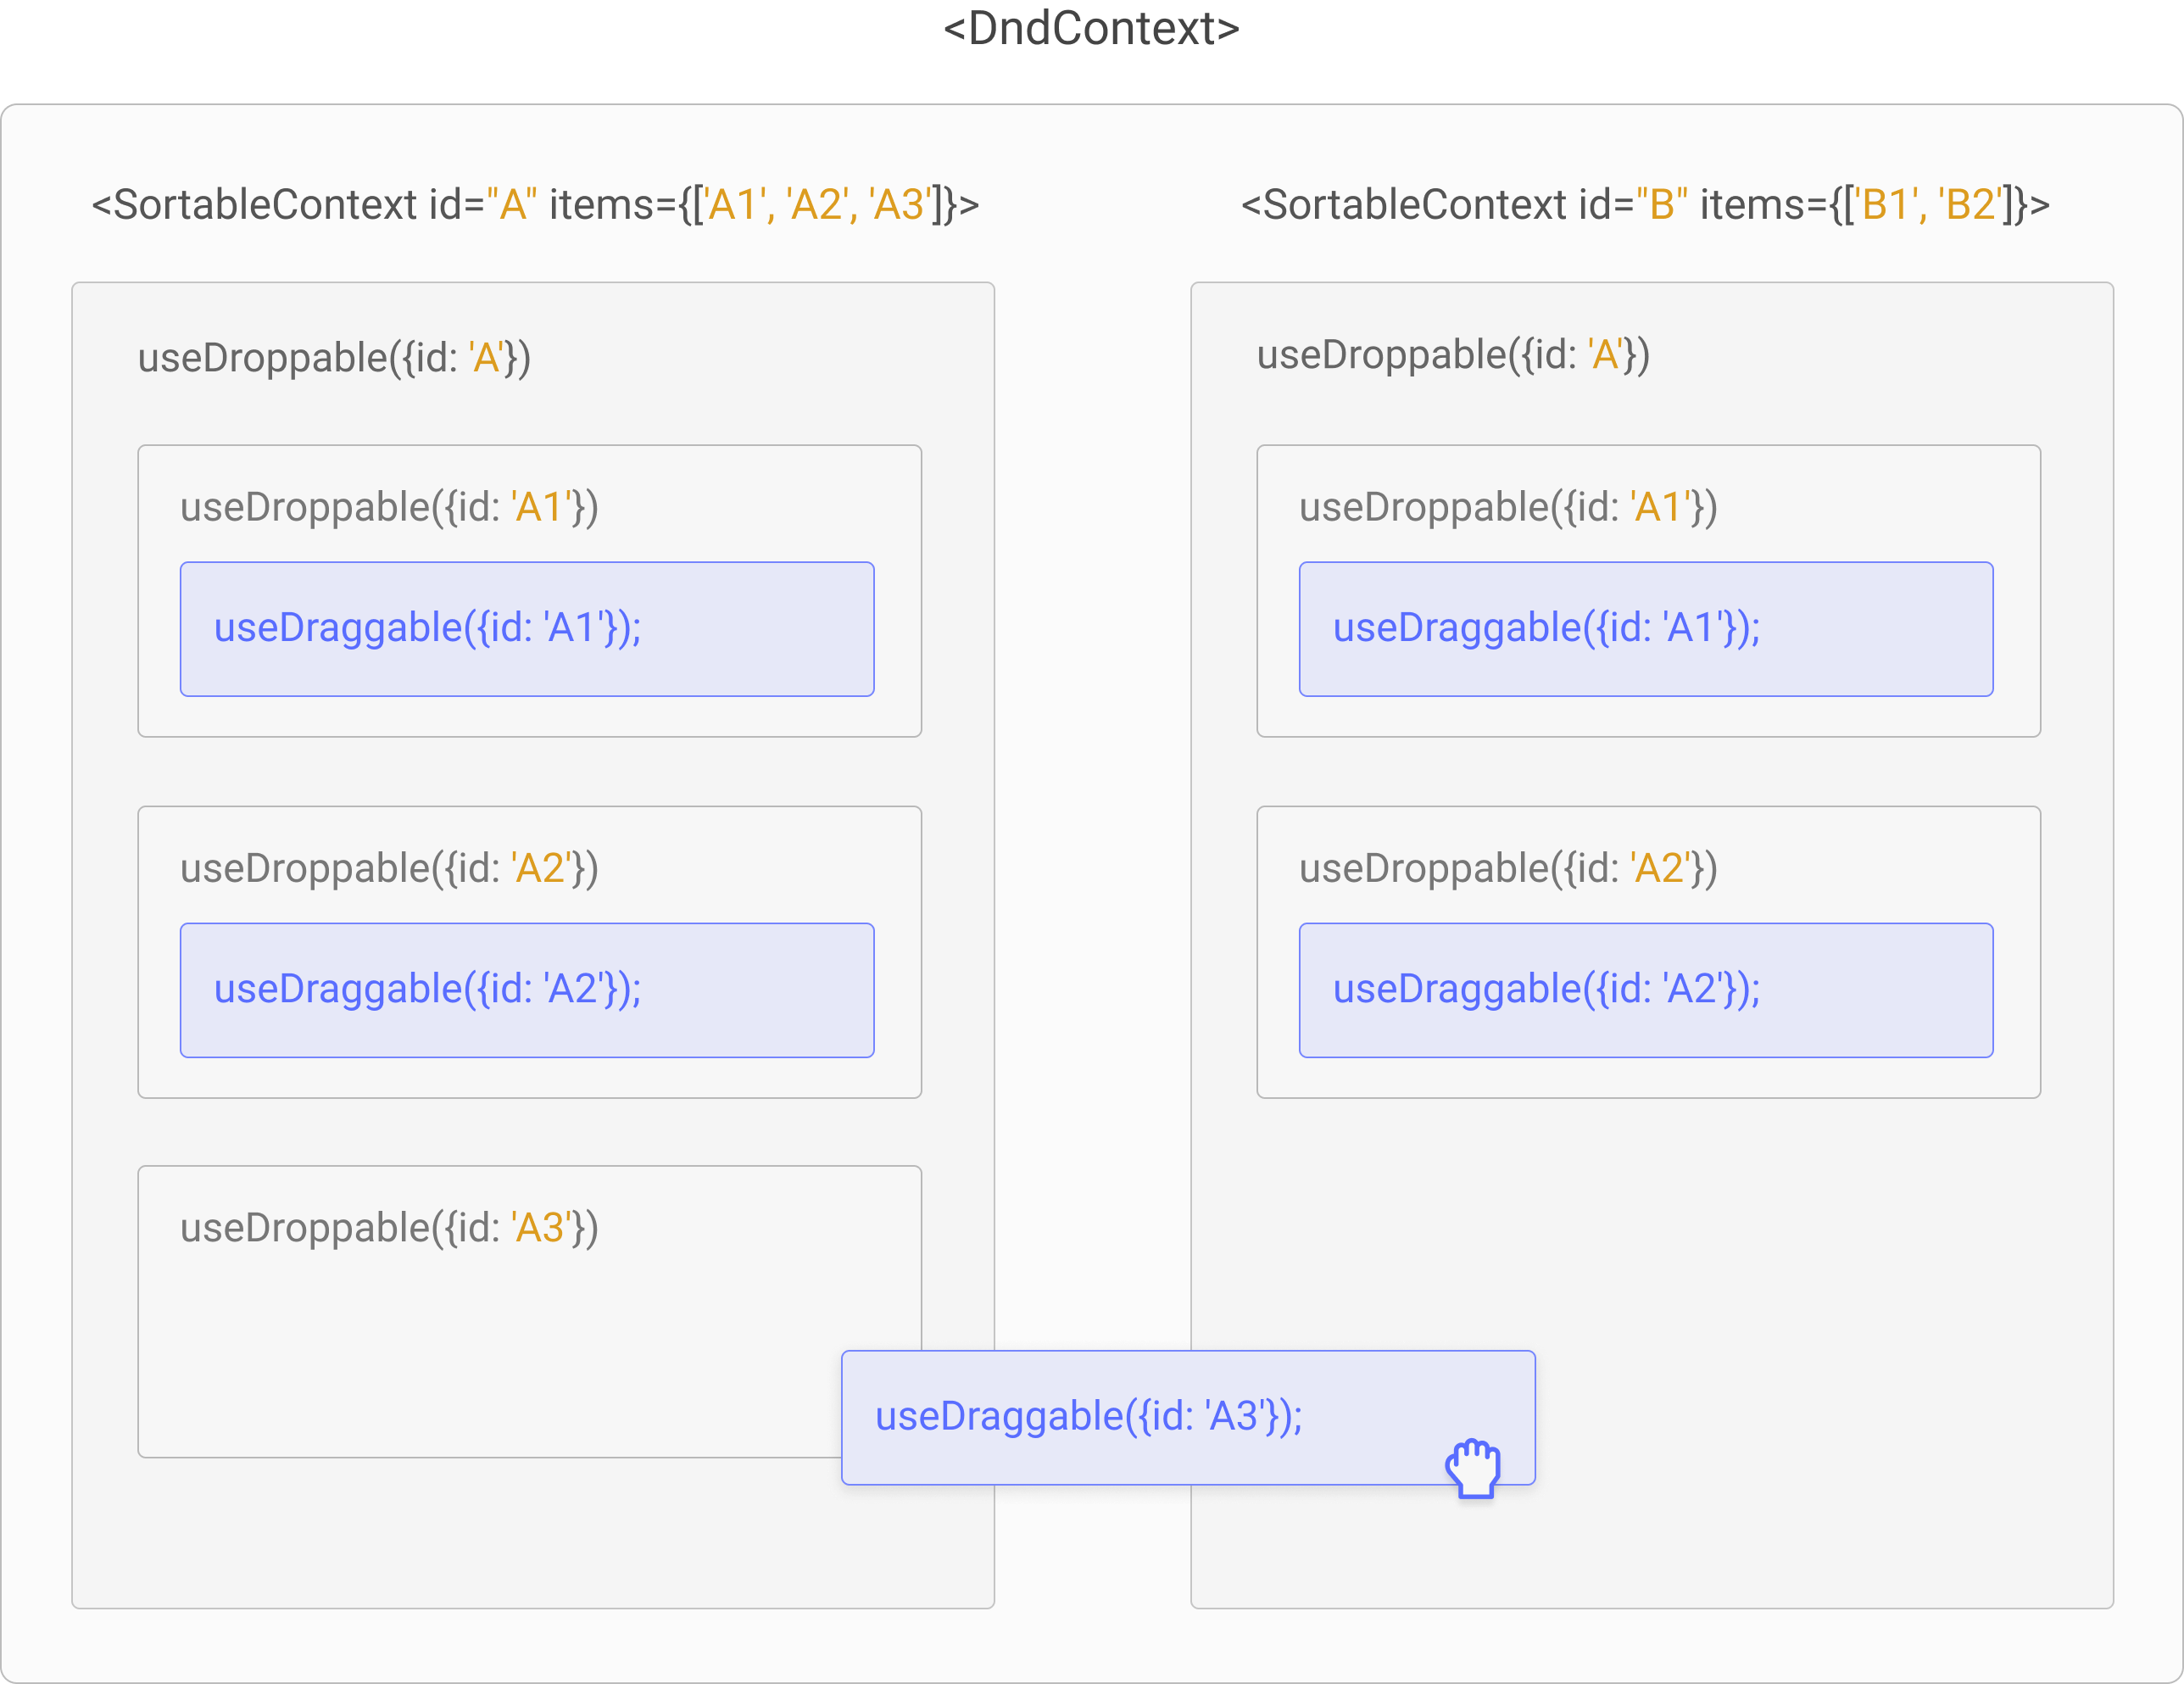 <DndContext>
<SortableContext id="A" items={['A1', 'A2, 'A3']}>
useDroppable({id: 'A'})
useDroppable({id: 'A1'})
useDraggable({id: 'A1'});
useDroppable({id: 'A2'})
useDraggable({id: 'A2'});
useDroppable({id: 'A3'})
useDraggable({id: 'A3'});
<SortableContext id="B" items={['B1', 'B2']}>
useDroppable({id: 'A'})
useDroppable({id: 'A1'})
useDraggable({id: 'A1'});
useDroppable({id: 'A2'})
useDraggable({id: 'A2'});